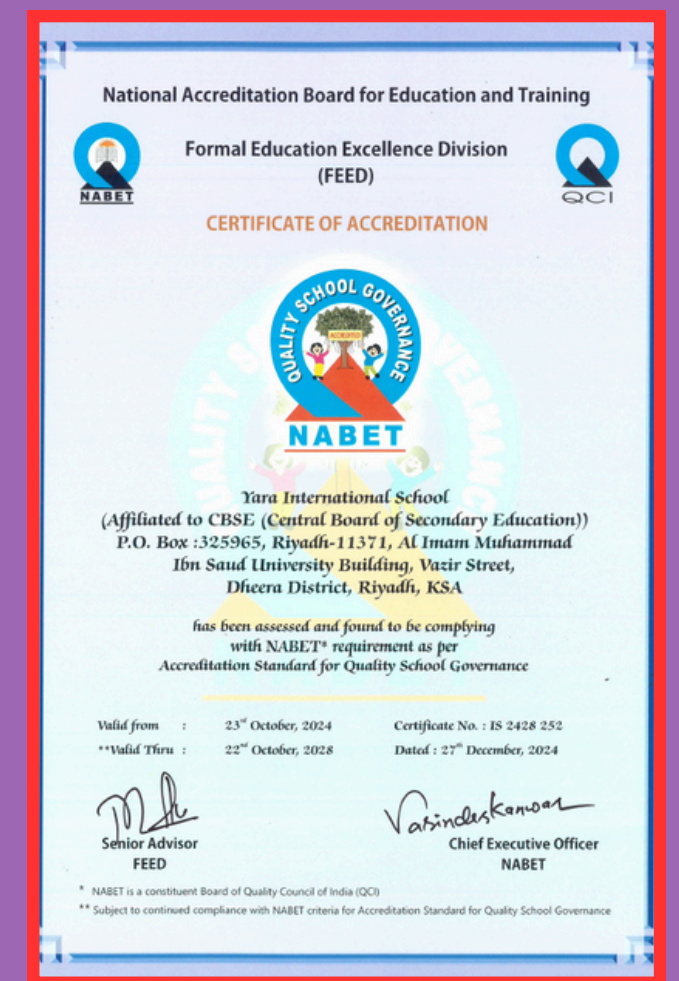 National Accreditation Board for Education and Training
Formal Education Excellence Division
(FEED)
NABET
QCI
CERTIFICATE OF ACCREDITATION
QUALITY SCHOOL GOVERNANCE
ACCREDITED
NABET
Yara International School
(Affiliated to CBSE (Central Board of Secondary Education))
P.O. Box :325965, Riyadh-11371, Al Imam Muhammad
Ibn Saud University Building, Vazir Street,
Dheera District, Riyadh, KSA
has been assessed and found to be complying
with NABET* requirement as per
Accreditation Standard for Quality School Governance
Valid from : 23rd October, 2024 Certificate No. : IS 2428 252
**Valid Thru : 22nd October, 2028 Dated : 27th December, 2024
Senior Advisor
FEED
Chief Executive Officer
NABET
* NABET is a constituent Board of Quality Council of India (QCI)
** Subject to continued compliance with NABET criteria for Accreditation Standard for Quality School Governance